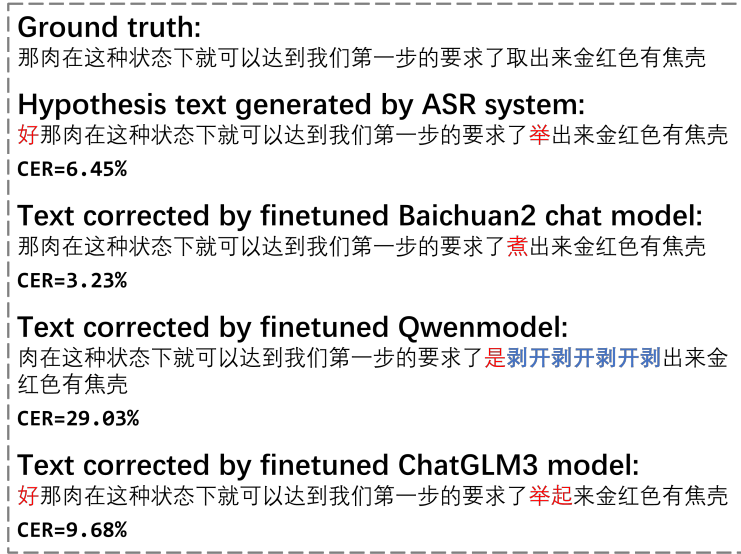 Ground truth:
那肉在这种状态下就可以达到我们第一步的要求了取出来金红色有焦壳
Hypothesis text generated by ASR system:
好那肉在这种状态下就可以达到我们第一步的要求了举出来金红色有焦壳
CER=6.45%
Text corrected by finetuned Baichuan2 chat model:
那肉在这种状态下就可以达到我们第一步的要求了煮出来金红色有焦壳
CER=3.23%
Text corrected by finetuned Qwenmodel:
肉在这种状态下就可以达到我们第一步的要求了是剥开剥开剥开剥出来金
红色有焦壳
CER=29.03%
Text corrected by finetuned ChatGLM3 model:
好那肉在这种状态下就可以达到我们第一步的要求了举起来金红色有焦壳
CER=9.68%